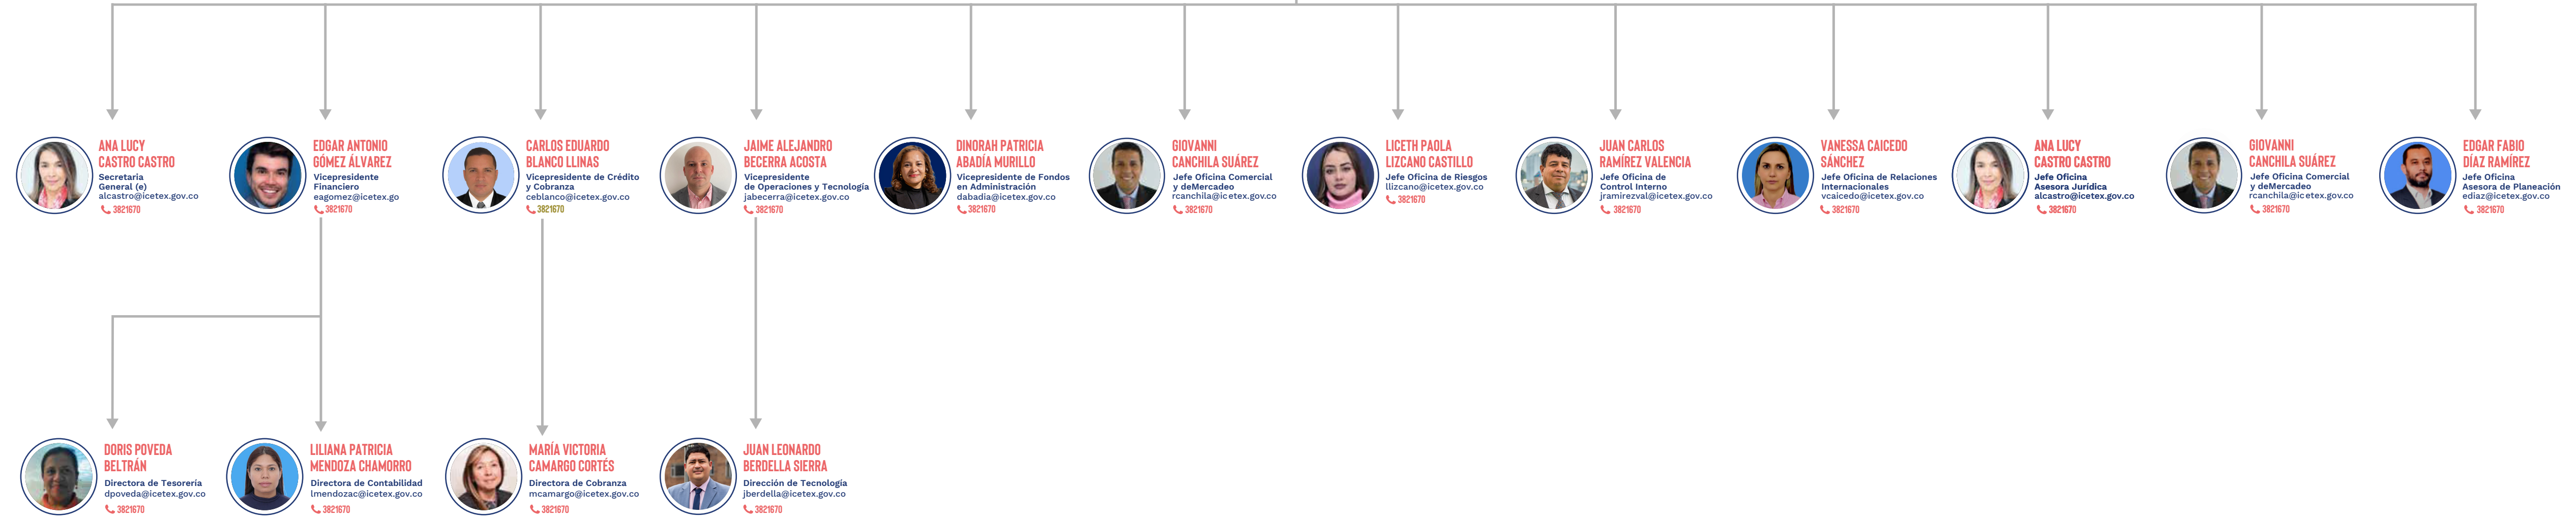 ANA LUCY
CASTRO CASTRO
Secretaria
General (e)
alcastro@icetex.gov.co
3821670
EDGAR ANTONIO
GÓMEZ ÁLVAREZ
Vicepresidente
Financiero
eagomez@icetex.go
3821670
CARLOS EDUARDO
BLANCO LLINAS
Vicepresidente de Crédito
y Cobranza
ceblanco@icetex.gov.co
3821670
JAIME ALEJANDRO
BECERRA ACOSTA
Vicepresidente
de Operaciones y Tecnología
jabecerra@icetex.gov.co
3821670
DINORAH PATRICIA
ABADÍA MURILLO
Vicepresidente de Fondos
en Administración
dabadia@icetex.gov.co
3821670
GIOVANNI
CANCHILA SUÁREZ
Jefe Oficina Comercial
y deMercadeo
rcanchila@icetex.gov.co
3821670
LICETH PAOLA
LIZCANO CASTILLO
Jefe Oficina de Riesgos
llizcano@icetex.gov.co
3821670
JUAN CARLOS
RAMÍREZ VALENCIA
Jefe Oficina de
Control Interno
jramirezval@icetex.gov.co
3821670
VANESSA CAICEDO
SÁNCHEZ
Jefe Oficina de Relaciones
Internacionales
vcaicedo@icetex.gov.co
3821670
ANA LUCY
CASTRO CASTRO
Jefe Oficina
Asesora Jurídica
alcastro@icetex.gov.co
3821670
GIOVANNI
CANCHILA SUÁREZ
Jefe Oficina Comercial
y deMercadeo
rcanchila@icetex.gov.co
3821670
EDGAR FABIO
DÍAZ RAMÍREZ
Jefe Oficina
Asesora de Planeación
ediaz@icetex.gov.co
3821670
DORIS POVEDA
BELTRÁN
Directora de Tesorería
dpoveda@icetex.gov.co
3821670
LILIANA PATRICIA
MENDOZA CHAMORRO
Directora de Contabilidad
lmendozac@icetex.gov.co
3821670
MARÍA VICTORIA
CAMARGO CORTÉS
Directora de Cobranza
mcamargo@icetex.gov.co
3821670
JUAN LEONARDO
BERDELLA SIERRA
Dirección de Tecnología
jberdella@icetex.gov.co
3821670